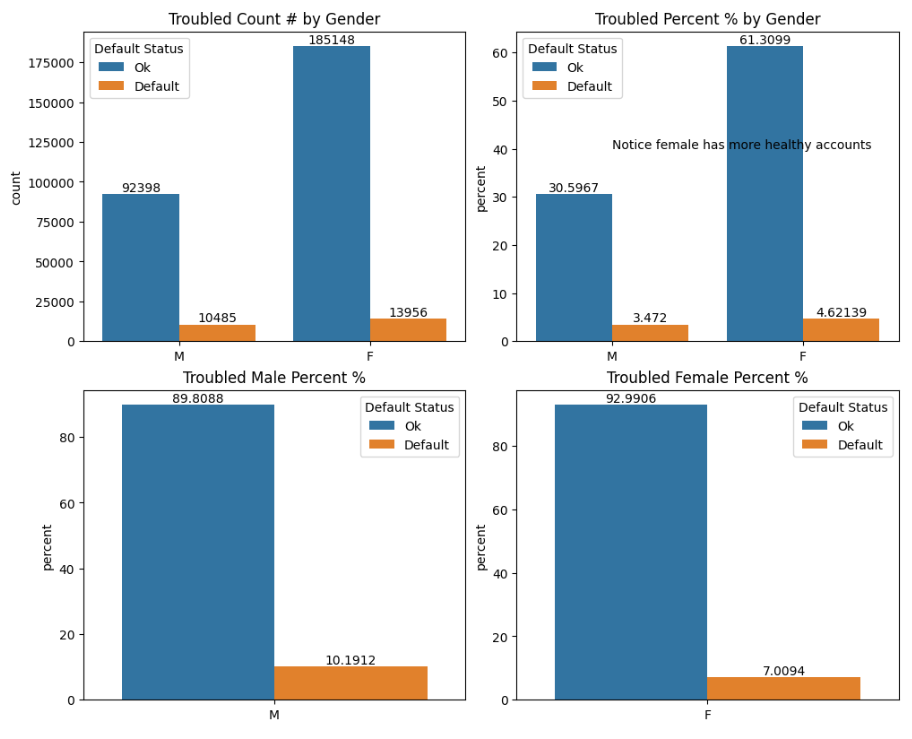 Troubled Count # by Gender
185148
175000
150000
125000
100000
75000
50000
25000
0
count
Default Status
Ok
Default
92398
10485
13956
M
F
Troubled Percent % by Gender
61.3099
60
50
40
30
20
10
0
percent
Default Status
Ok
Default
Notice female has more healthy accounts
30.5967
3.472
4.62139
M
F
Troubled Male Percent %
89.8088
80
60
40
20
0
percent
Default Status
Ok
Default
10.1912
M
Troubled Female Percent %
92.9906
80
60
40
20
0
percent
Default Status
Ok
Default
7.0094
F